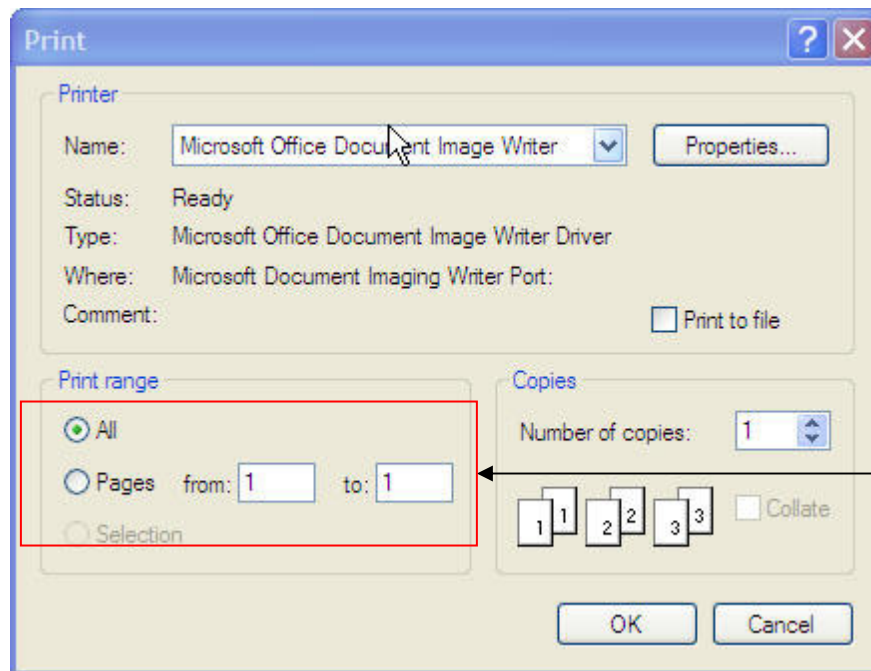 Print
Printer
Name: Microsoft Office Document Image Writer Properties...
Status: Ready
Type: Microsoft Office Document Image Writer Driver
Where: Microsoft Document Imaging Writer Port:
Comment: Print to file
Print range
All
Pages from: 1 to: 1
Selection
Copies
Number of copies: 1
1 1 2 2 3 3 Collate
OK Cancel